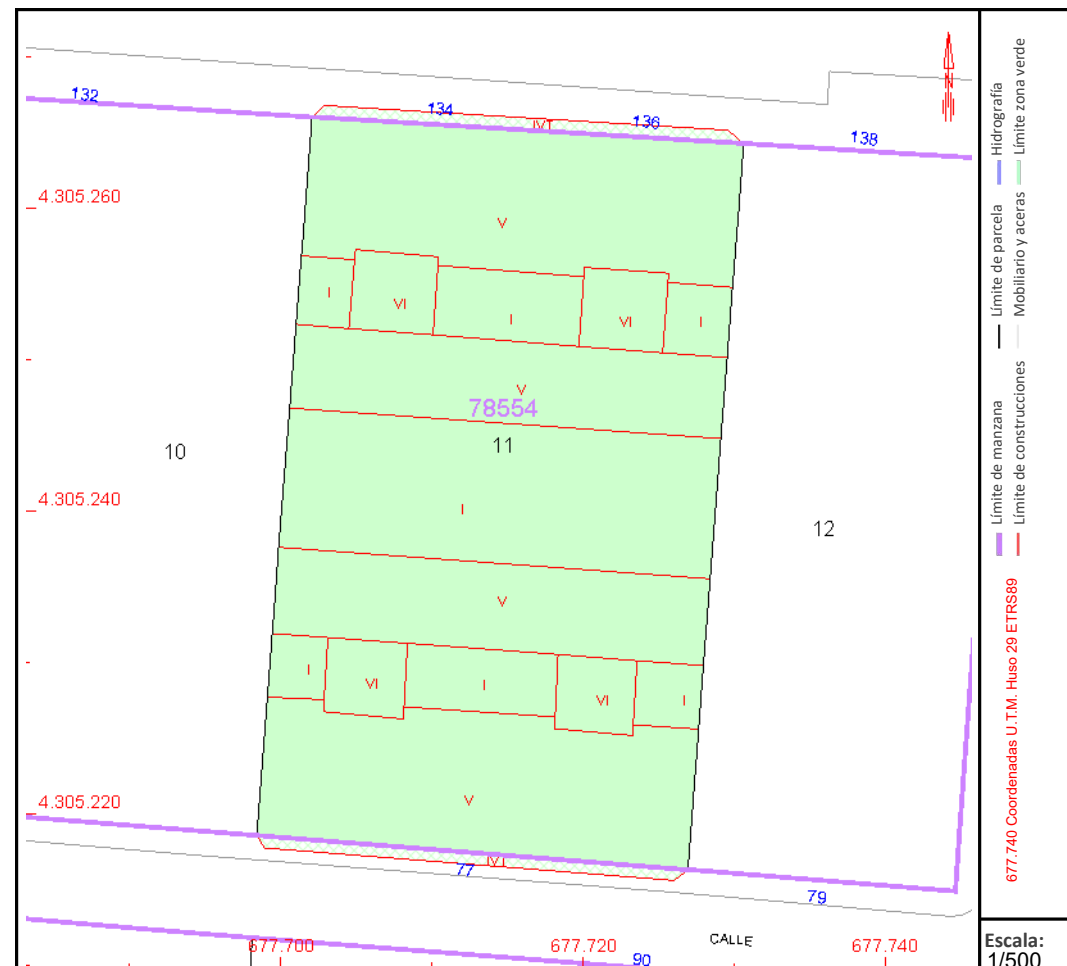 132
134
136
138
IVT
4.305.260
V
I
VI
I
VI
I
V
78554
10
11
4.305.240
I
12
V
I
VI
I
VI
I
4.305.220
V
IVT
77
79
677.700
677.720
677.740
CALLE
90
N
Límite de manzana
Límite de parcela
Hidrografía
677.740 Coordenadas U.T.M. Huso 29 ETRS89
Límite de construcciones
Mobiliario y aceras
Límite zona verde
Escala:
1/500